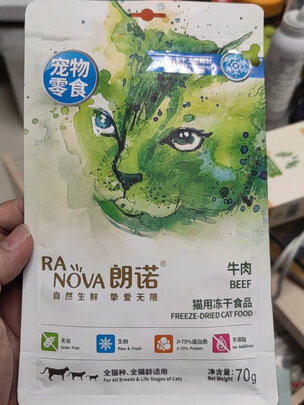 宠物
零食
RA
NOVA 朗诺®
自然生鲜 挚爱无限
牛肉
BEEF
猫用冻干食品
FREEZE-DRIED CAT FOOD
无谷
Grain Free
生鲜
Raw & Fresh
≥75%蛋白质
≥75% Protein
不添加
No Additives
全猫种、全猫龄适用
For All Breeds & Life Stages of Cats
净含量:
Net Weight:
70g